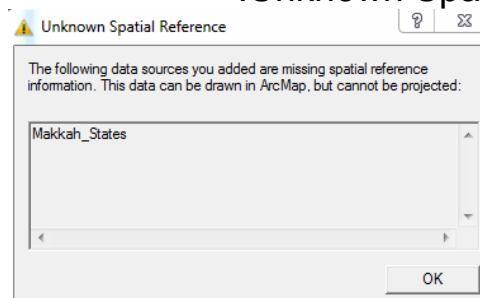 Unknown Spatial Reference
The following data sources you added are missing spatial reference
information. This data can be drawn in ArcMap, but cannot be projected:
Makkah_States
OK